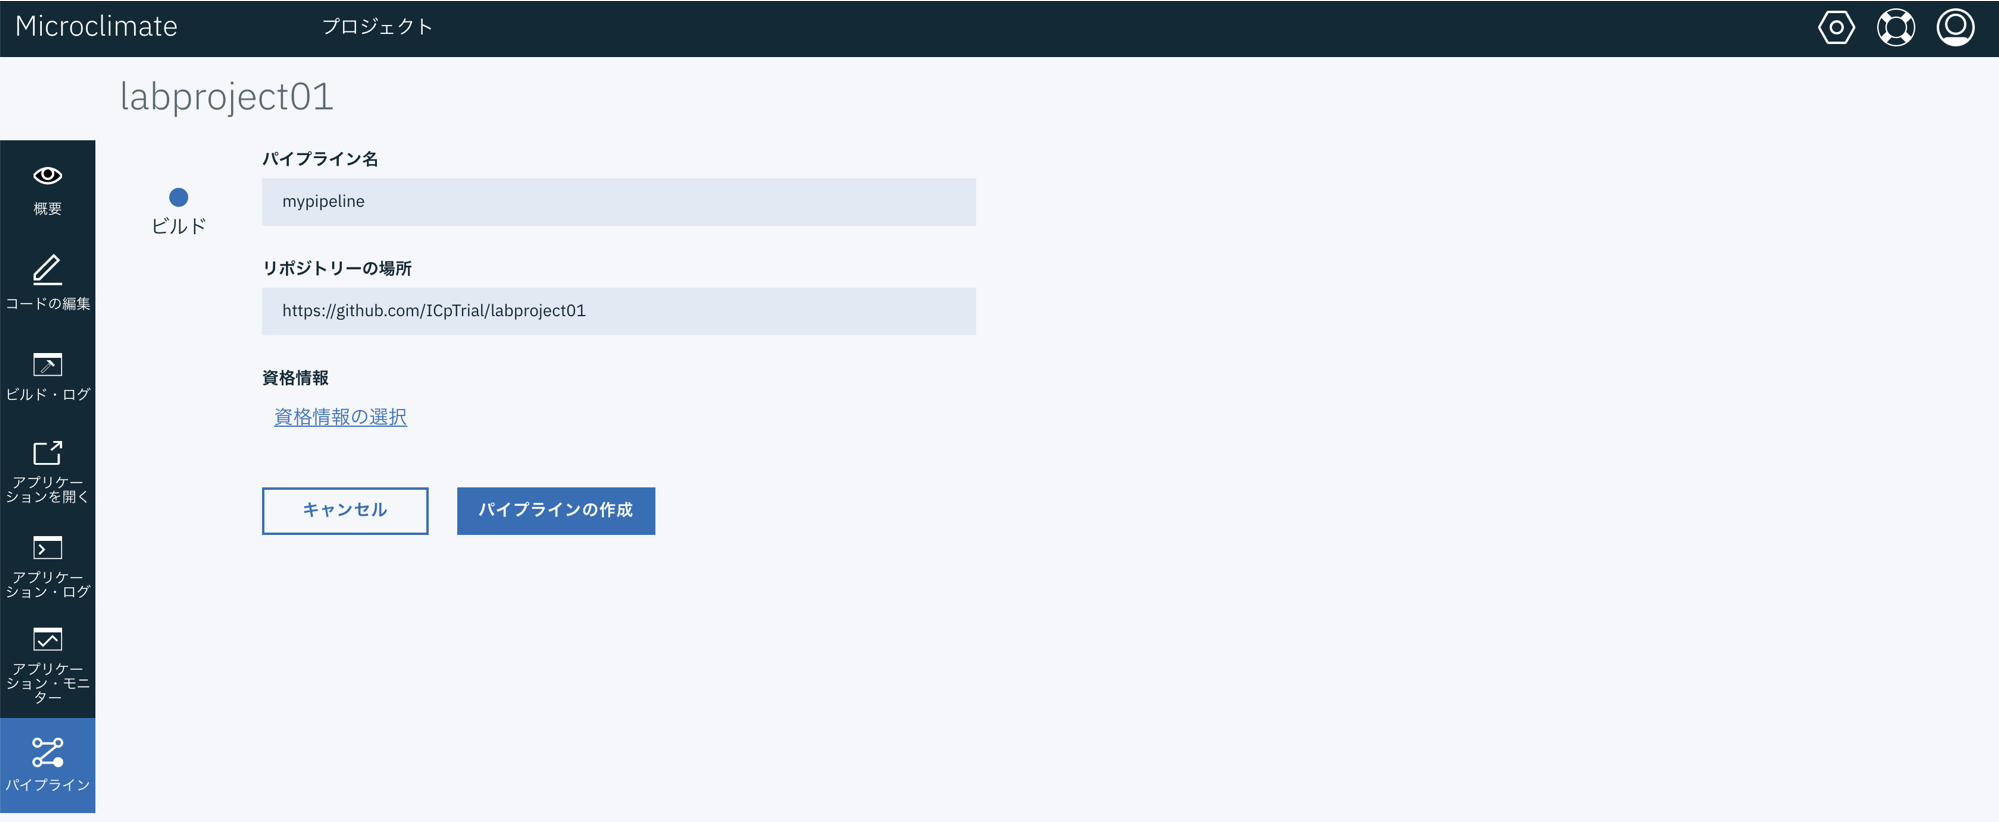 Microclimate
プロジェクト
labproject01
概要
コードの編集
ビルド・ログ
アプリケー
ションを開く
アプリケー
ション・ログ
アプリケー
ション・モニ
ター
パイプライン
ビルド
パイプライン名
mypipeline
リポジトリーの場所
https://github.com/ICpTrial/labproject01
資格情報
資格情報の選択
キャンセル
パイプラインの作成